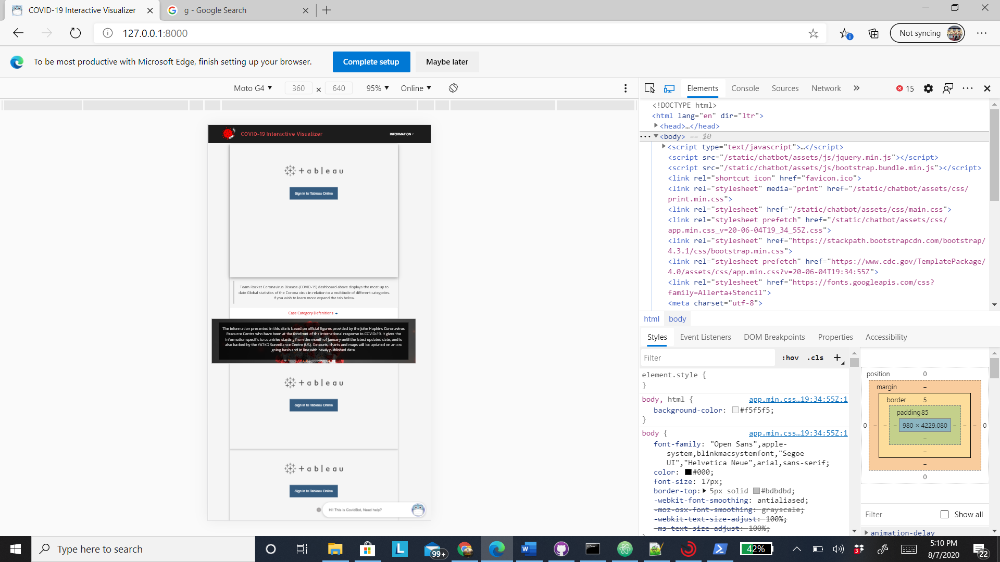 COVID-19 Interactive Visualizer
g - Google Search
127.0.0.1:8000
Not syncing
To be most productive with Microsoft Edge, finish setting up your browser.
Complete setup
Maybe later
Moto G4 ▼ 360 × 640 95% ▼ Online ▼
Elements Console Sources Network » 15
<!DOCTYPE html>
<html lang="en" dir="ltr">
<head>…</head>
<body> == $0
<script type="text/javascript">…</script>
<script src="/static/chatbot/assets/js/jquery.min.js"></script>
<script src="/static/chatbot/assets/js/bootstrap.bundle.min.js"></script>
<link rel="shortcut icon" href="favicon.ico">
<link rel="stylesheet" media="print" href="/static/chatbot/assets/css/
print.min.css">
<link rel="stylesheet" href="/static/chatbot/assets/css/main.css">
<link rel="stylesheet prefetch" href="/static/chatbot/assets/css/
app.min.css_v=20-06-04T19_34_55Z.css">
<link rel="stylesheet" href="https://stackpath.bootstrapcdn.com/bootstrap/
4.3.1/css/bootstrap.min.css">
<link rel="stylesheet prefetch" href="https://www.cdc.gov/TemplatePackage/
4.0/assets/css/app.min.css?v=20-06-04T19:34:55Z">
<link rel="stylesheet" href="https://fonts.googleapis.com/css?
family=Allerta+Stencil">
<meta charset="utf-8">
html body
Styles Event Listeners DOM Breakpoints Properties Accessibility
Filter :hov .cls +
element.style {
}
body, html { app.min.css…19:34:55Z:1
background-color: #f5f5f5;
}
body { app.min.css…19:34:55Z:1
font-family: "Open Sans",apple-
system,blinkmacsystemfont,"Segoe
UI","Helvetica Neue",arial,sans-serif;
color: #000;
font-size: 17px;
border-top: 5px solid #bdbdbd;
-webkit-font-smoothing: antialiased;
-moz-osx-font-smoothing: grayscale;
-webkit-text-size-adjust: 100%;
-ms-text-size-adjust: 100%;
position 0
margin –
border 5
padding 85
0 – – – 980 × 4229.080 – – – 0
–
–
–
0
Filter Show all
animation-delay
COVID-19 Interactive Visualizer
INFORMATION
+ableau
Sign in to Tableau Online
Team Rocket Coronavirus Disease (COVID-19) dashboard above displays the most up to
date Global statistics of the Corona virus in relation to a multitude of different categories.
If you wish to learn more expand the tab below.
Case Category Defenitions
The information presented in this site is based on official figures provided by the John Hopkins Coronavirus
Resource Centre who have been at the forefront of the international response to COVID-19. It gives the
information specific to countries starting from the month of January until the latest updated date, and is
also backed by the YATKO Surveillance Centre (US). Datasets, charts and maps will be updated on an on-
going basis and in line with newly published data.
+ableau
Sign in to Tableau Online
+ableau
Sign in to Tableau Online
Hi! This is CovidBot, Need help?
Type here to search
99+
42%
5:10 PM
8/7/2020
22